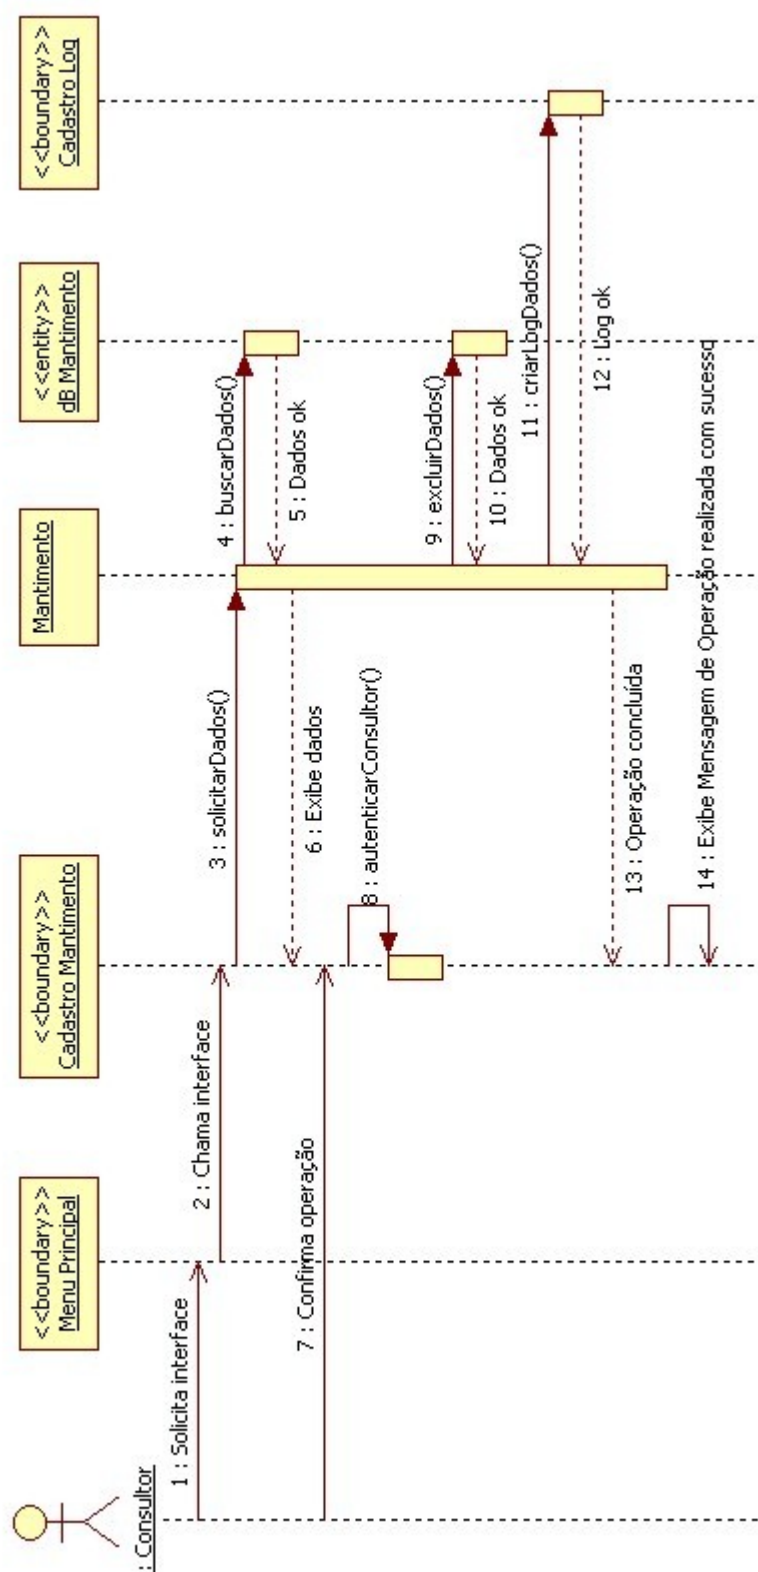 : Consultor
<<boundary>>
Menu Principal
<<boundary>>
Cadastro Mantimento
Mantimento
<<entity>>
dB Mantimento
<<boundary>>
Cadastro Log
1 : Solicita interface
2 : Chama interface
3 : solicitarDados()
4 : buscarDados()
5 : Dados ok
6 : Exibe dados
7 : Confirma operação
8 : autenticarConsultor()
9 : excluirDados()
10 : Dados ok
11 : criarLogDados()
12 : Log ok
13 : Operação concluída
14 : Exibe Mensagem de Operação realizada com sucesso